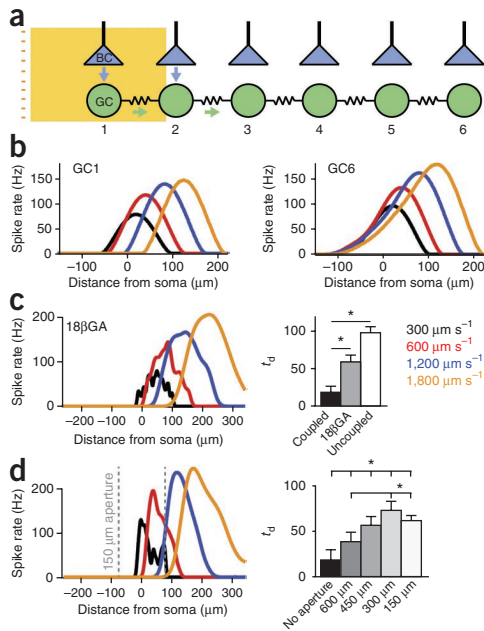 a
BC
GC
1 2 3 4 5 6
b
GC1
Spike rate (Hz)
150
100
50
0
−100 0 100 200
Distance from soma (μm)
GC6
Spike rate (Hz)
150
100
50
0
−100 0 100 200
Distance from soma (μm)
c
18βGA
Spike rate (Hz)
200
100
0
−200 −100 0 100 200 300
Distance from soma (μm)
t_d
100
50
0
* *
Coupled
18βGA
Uncoupled
300 μm s⁻¹
600 μm s⁻¹
1,200 μm s⁻¹
1,800 μm s⁻¹
d
150 μm aperture
Spike rate (Hz)
200
100
0
−200 −100 0 100 200 300
Distance from soma (μm)
t_d
100
50
0
*
*
No aperture
600 μm
450 μm
300 μm
150 μm